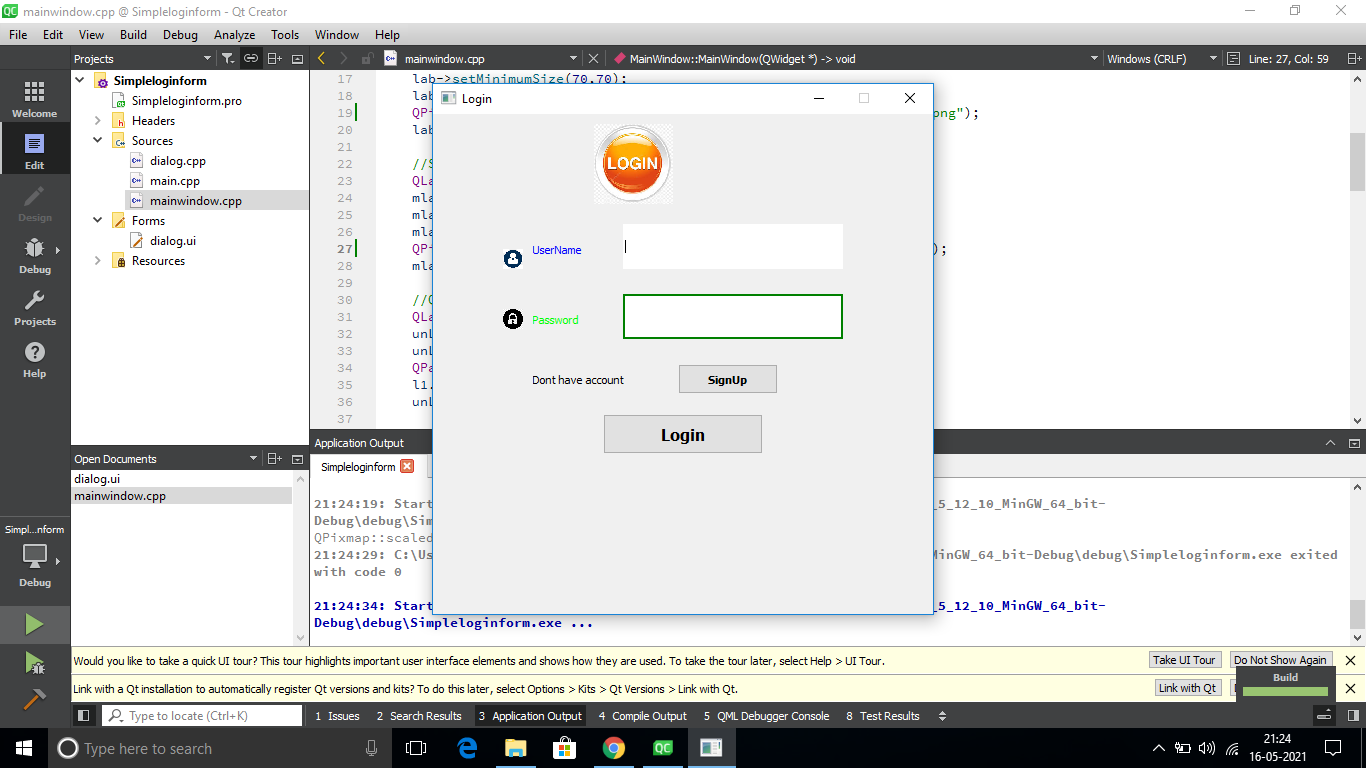 mainwindow.cpp @ Simpleloginform - Qt Creator
File Edit View Build Debug Analyze Tools Window Help
Projects
mainwindow.cpp
MainWindow::MainWindow(QWidget *) -> void
Windows (CRLF)
Line: 27, Col: 59
Welcome
Edit
Design
Debug
Projects
Help
Simpl...nform
Debug
Simpleloginform
Simpleloginform.pro
Headers
Sources
dialog.cpp
main.cpp
mainwindow.cpp
Forms
dialog.ui
Resources
Open Documents
dialog.ui
mainwindow.cpp
17 lab->setMinimumSize(70,70);
18 lab
19 QP png");
20 lab
21
22 //S
23 QLa
24 mla
25 mla
26 mla
27 QP );
28 mla
29
30 //
31 QLa
32 unl
33 unl
34 QPa
35 l1.
36 unl
37
Login
LOGIN
UserName
Password
Dont have account
SignUp
Login
Application Output
Simpleloginform
21:24:19: Start _5_12_10_MinGW_64_bit-
Debug\debug\Sim
QPixmap::scaled
21:24:29: C:\Us MinGW_64_bit-Debug\debug\Simpleloginform.exe exited
with code 0
21:24:34: Start _5_12_10_MinGW_64_bit-
Debug\debug\Simpleloginform.exe ...
Would you like to take a quick UI tour? This tour highlights important user interface elements and shows how they are used. To take the tour later, select Help > UI Tour.
Take UI Tour
Do Not Show Again
Link with a Qt installation to automatically register Qt versions and kits? To do this later, select Options > Kits > Qt Versions > Link with Qt.
Link with Qt
Build
Type to locate (Ctrl+K)
1 Issues 2 Search Results 3 Application Output 4 Compile Output 5 QML Debugger Console 8 Test Results
Type here to search
21:24
16-05-2021